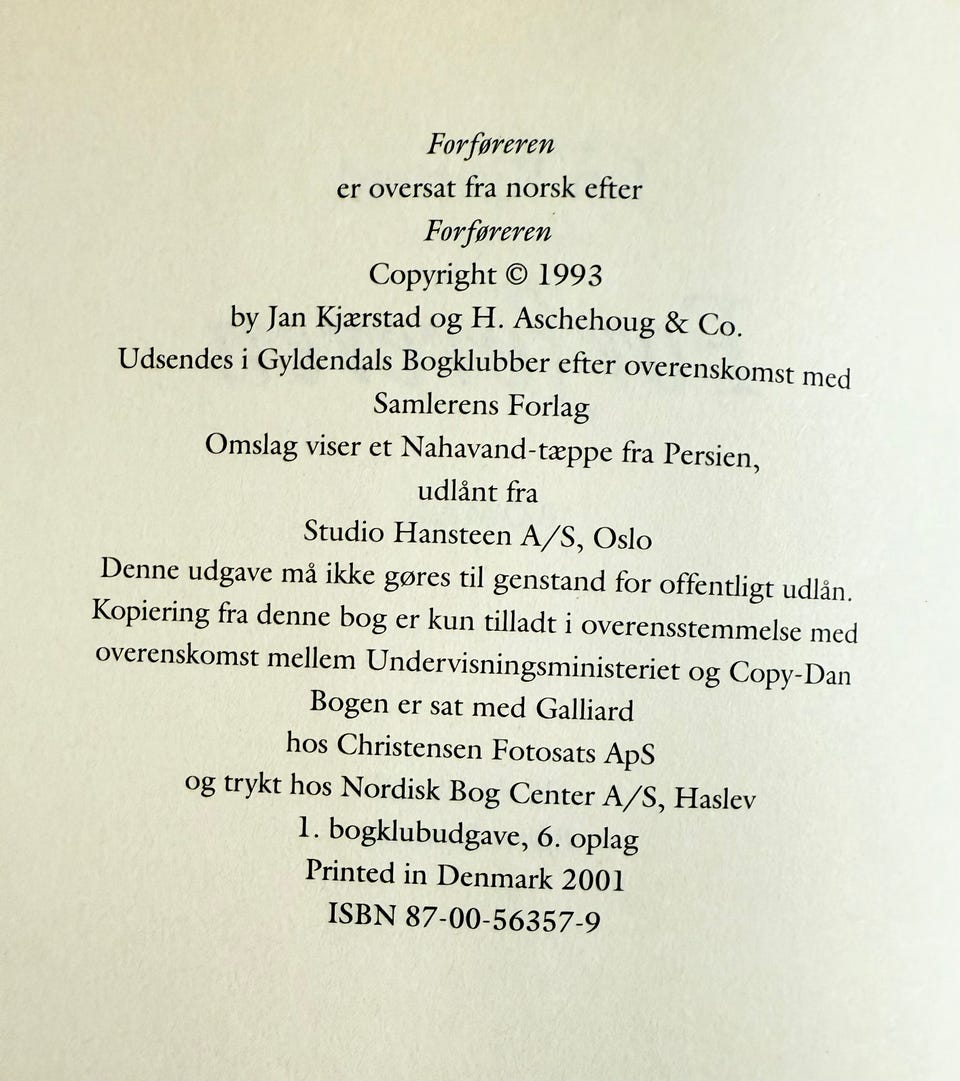 Forføreren
er oversat fra norsk efter
Forføreren
Copyright © 1993
by Jan Kjærstad og H. Aschehoug & Co.
Udsendes i Gyldendals Bogklubber efter overenskomst med
Samlerens Forlag
Omslag viser et Nahavand-tæppe fra Persien,
udlånt fra
Studio Hansteen A/S, Oslo
Denne udgave må ikke gøres til genstand for offentligt udlån.
Kopiering fra denne bog er kun tilladt i overensstemmelse med
overenskomst mellem Undervisningsministeriet og Copy-Dan
Bogen er sat med Galliard
hos Christensen Fotosats ApS
og trykt hos Nordisk Bog Center A/S, Haslev
1. bogklubudgave, 6. oplag
Printed in Denmark 2001
ISBN 87-00-56357-9